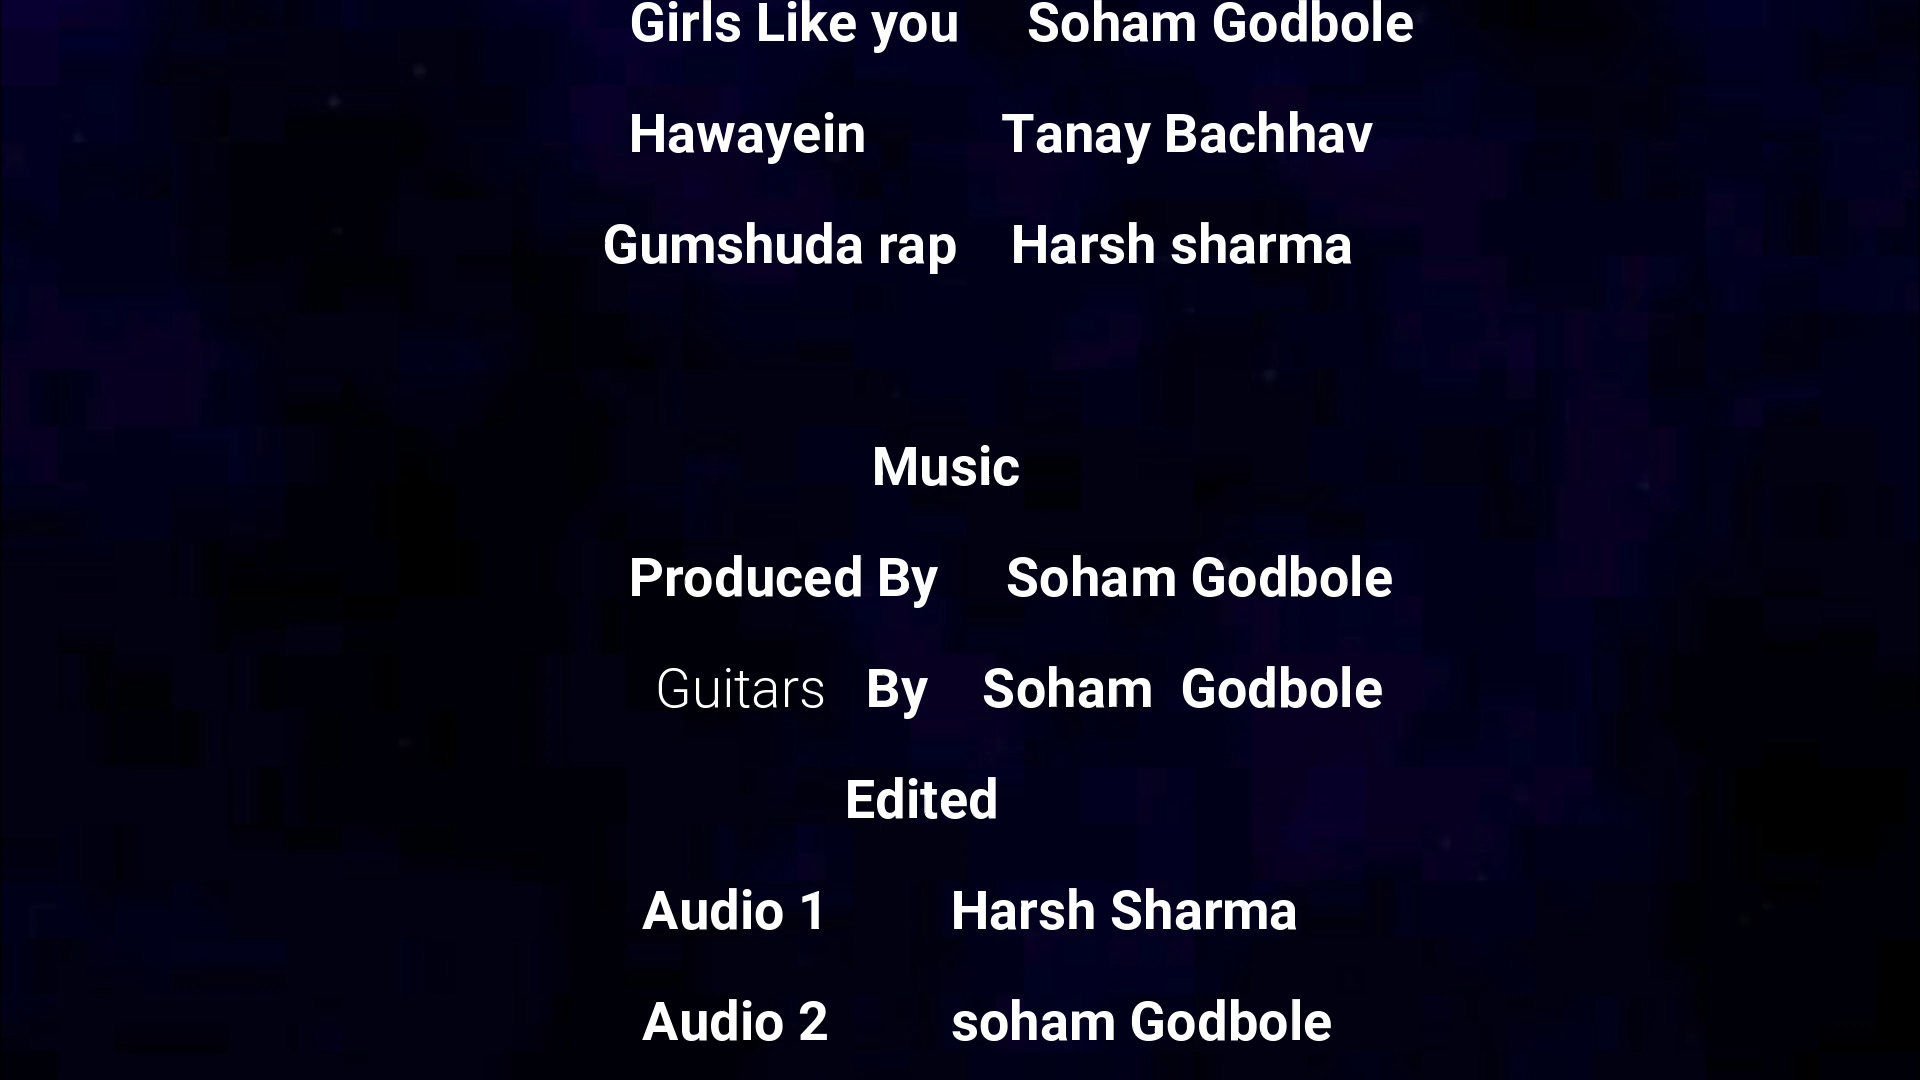 Girls Like you Soham Godbole
Hawayein Tanay Bachhav
Gumshuda rap Harsh sharma
Music
Produced By Soham Godbole
Guitars By Soham Godbole
Edited
Audio 1 Harsh Sharma
Audio 2 soham Godbole